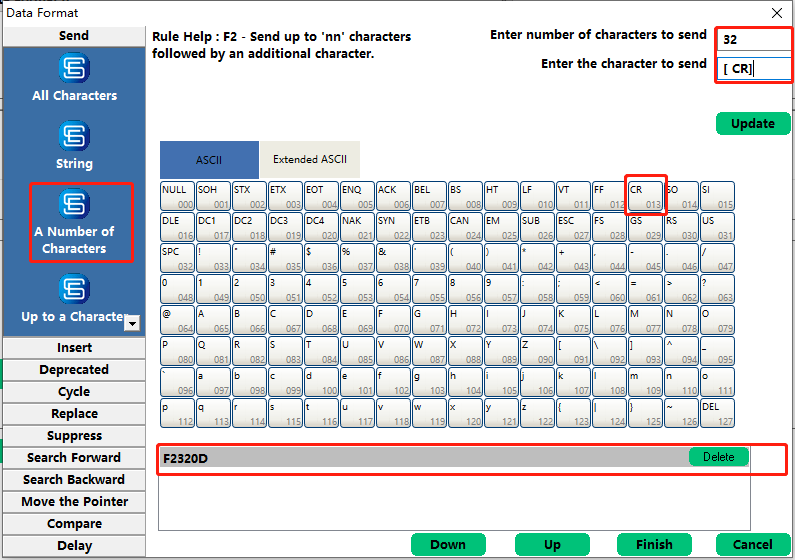 Data Format
Send
All Characters
String
A Number of
Characters
Up to a Character
Insert
Deprecated
Cycle
Replace
Suppress
Search Forward
Search Backward
Move the Pointer
Compare
Delay
Rule Help : F2 - Send up to 'nn' characters
followed by an additional character.
Enter number of characters to send
32
Enter the character to send
[ CR]
Update
ASCII
Extended ASCII
NULL SOH STX ETX EOT ENQ ACK BEL BS HT LF VT FF CR SO SI
000 001 002 003 004 005 006 007 008 009 010 011 012 013 014 015
DLE DC1 DC2 DC3 DC4 NAK SYN ETB CAN EM SUB ESC FS GS RS US
016 017 018 019 020 021 022 023 024 025 026 027 028 029 030 031
SPC ! " # $ % & ' ( ) * + , - . /
032 033 034 035 036 037 038 039 040 041 042 043 044 045 046 047
0 1 2 3 4 5 6 7 8 9 : ; < = > ?
048 049 050 051 052 053 054 055 056 057 058 059 060 061 062 063
@ A B C D E F G H I J K L M N O
064 065 066 067 068 069 070 071 072 073 074 075 076 077 078 079
P Q R S T U V W X Y Z [ \ ] ^ _
080 081 082 083 084 085 086 087 088 089 090 091 092 093 094 095
` a b c d e f g h i j k l m n o
096 097 098 099 100 101 102 103 104 105 106 107 108 109 110 111
p q r s t u v w x y z { | } ~ DEL
112 113 114 115 116 117 118 119 120 121 122 123 124 125 126 127
F2320D
Delete
Down
Up
Finish
Cancel